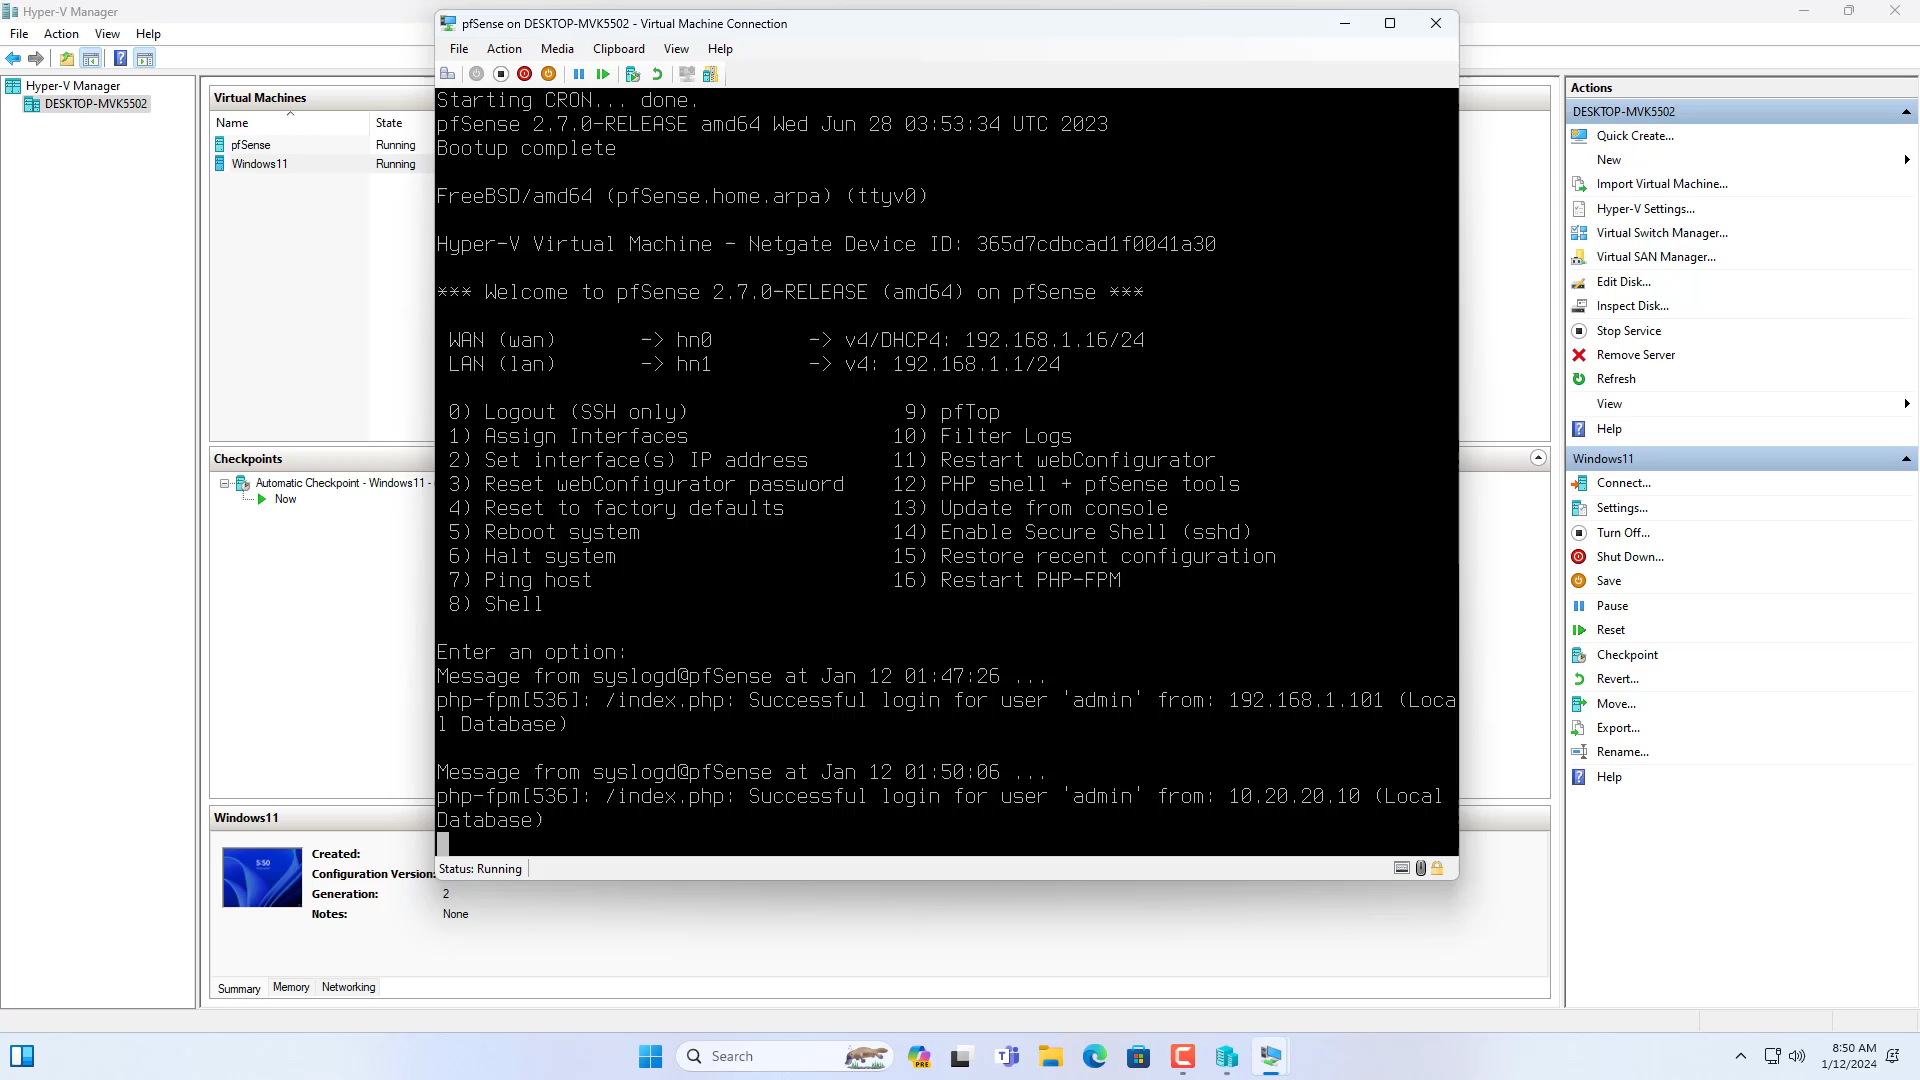 Hyper-V Manager
File Action View Help
Hyper-V Manager
DESKTOP-MVK5502
Virtual Machines
Name State
pfSense Running
Windows11 Running
Checkpoints
Automatic Checkpoint - Windows11 -
Now
Windows11
Created:
Configuration Version:
Generation: 2
Notes: None
Summary Memory Networking
pfSense on DESKTOP-MVK5502 - Virtual Machine Connection
File Action Media Clipboard View Help
Starting CRON... done.
pfSense 2.7.0-RELEASE amd64 Wed Jun 28 03:53:34 UTC 2023
Bootup complete
FreeBSD/amd64 (pfSense.home.arpa) (ttyv0)
Hyper-V Virtual Machine - Netgate Device ID: 365d7cdbcad1f0041a30
*** Welcome to pfSense 2.7.0-RELEASE (amd64) on pfSense ***
WAN (wan) -> hn0 -> v4/DHCP4: 192.168.1.16/24
LAN (lan) -> hn1 -> v4: 192.168.1.1/24
0) Logout (SSH only) 9) pfTop
1) Assign Interfaces 10) Filter Logs
2) Set interface(s) IP address 11) Restart webConfigurator
3) Reset webConfigurator password 12) PHP shell + pfSense tools
4) Reset to factory defaults 13) Update from console
5) Reboot system 14) Enable Secure Shell (sshd)
6) Halt system 15) Restore recent configuration
7) Ping host 16) Restart PHP-FPM
8) Shell
Enter an option:
Message from syslogd@pfSense at Jan 12 01:47:26 ...
php-fpm[536]: /index.php: Successful login for user 'admin' from: 192.168.1.101 (Loca
l Database)
Message from syslogd@pfSense at Jan 12 01:50:06 ...
php-fpm[536]: /index.php: Successful login for user 'admin' from: 10.20.20.10 (Local
Database)
Status: Running
Actions
DESKTOP-MVK5502
Quick Create...
New
Import Virtual Machine...
Hyper-V Settings...
Virtual Switch Manager...
Virtual SAN Manager...
Edit Disk...
Inspect Disk...
Stop Service
Remove Server
Refresh
View
Help
Windows11
Connect...
Settings...
Turn Off...
Shut Down...
Save
Pause
Reset
Checkpoint
Revert...
Move...
Export...
Rename...
Help
5:50
Search
PRE
8:50 AM
1/12/2024